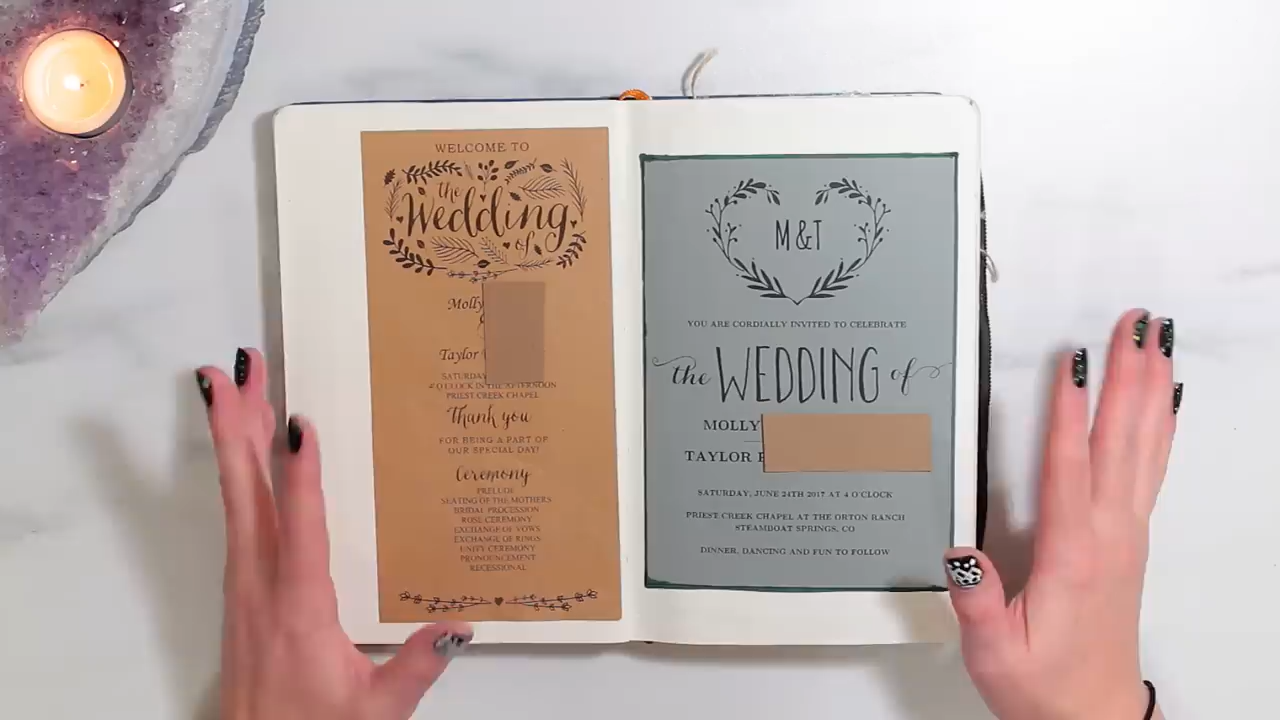 WELCOME TO
the
Wedding
of
Molly
Taylor
SATURDAY
4 O'CLOCK IN THE AFTERNOON
PRIEST CREEK CHAPEL
Thank you
FOR BEING A PART OF
OUR SPECIAL DAY!
Ceremony
PRELUDE
SEATING OF THE MOTHERS
BRIDAL PROCESSION
ROSE CEREMONY
EXCHANGE OF VOWS
EXCHANGE OF RINGS
UNITY CEREMONY
PRONOUNCEMENT
RECESSIONAL
M&T
YOU ARE CORDIALLY INVITED TO CELEBRATE
the WEDDING of
MOLLY
TAYLOR
SATURDAY, JUNE 24TH 2017 AT 4 O'CLOCK
PRIEST CREEK CHAPEL AT THE ORTON RANCH
STEAMBOAT SPRINGS, CO
DINNER, DANCING AND FUN TO FOLLOW